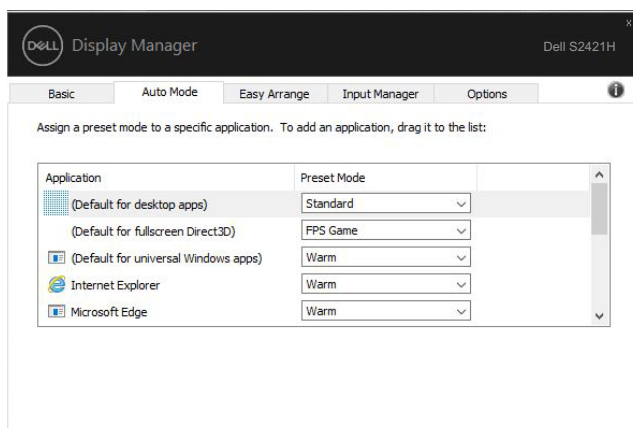 DELL Display Manager
Dell S2421H
Basic Auto Mode Easy Arrange Input Manager Options
Assign a preset mode to a specific application. To add an application, drag it to the list:
Application Preset Mode
(Default for desktop apps) Standard
(Default for fullscreen Direct3D) FPS Game
(Default for universal Windows apps) Warm
Internet Explorer Warm
Microsoft Edge Warm